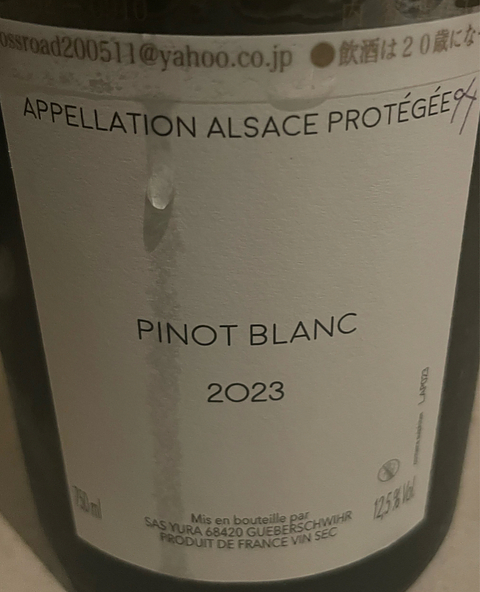 ossroad200511@yahoo.co.jp ●飲酒は20歳にな
APPELLATION ALSACE PROTÉGÉE
PINOT BLANC
2023
L.APG23
750ml
12,5% Vol.
Mis en bouteille par
SAS YURA 68420 GUEBERSCHWIHR
PRODUIT DE FRANCE VIN SEC